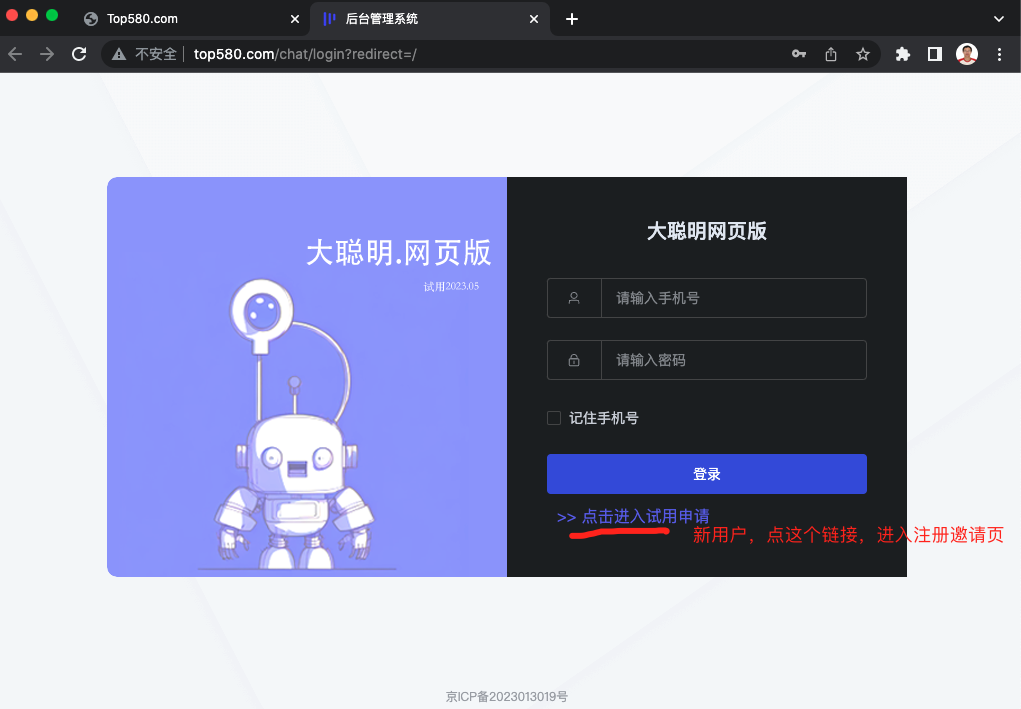 Top580.com
后台管理系统
不安全
top580.com/chat/login?redirect=/
大聪明.网页版
试用2023.05
大聪明网页版
请输入手机号
请输入密码
记住手机号
登录
>> 点击进入试用申请
新用户，点这个链接，进入注册邀请页
京ICP备2023013019号